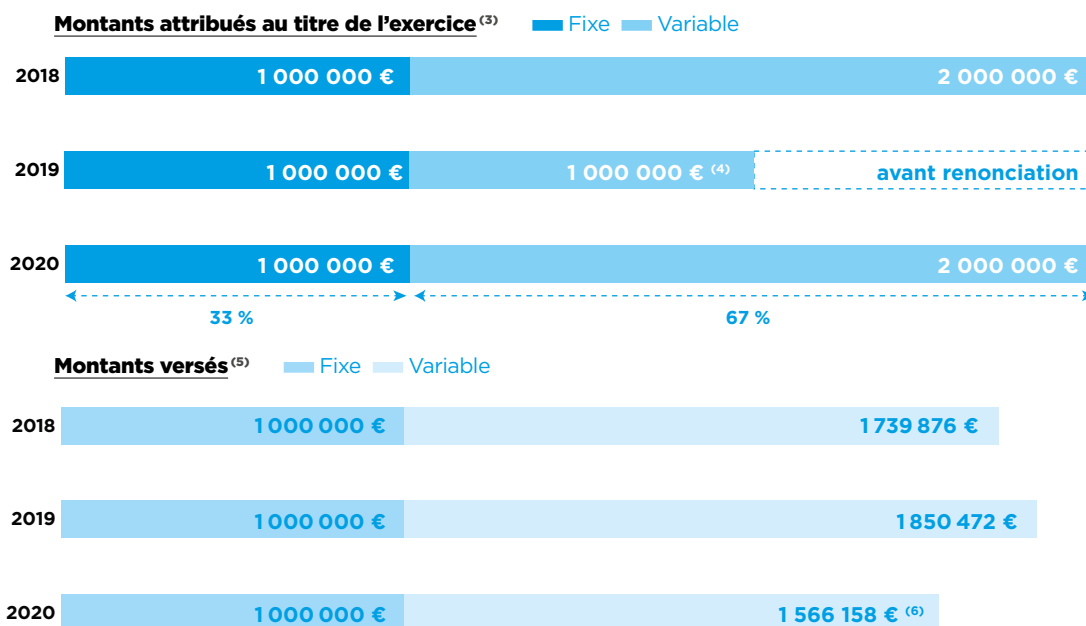 Montants attribués au titre de l'exercice (3) Fixe Variable
2018 1 000 000 € 2 000 000 €
2019 1 000 000 € 1 000 000 € (4) avant renonciation
2020 1 000 000 € 2 000 000 €
33 % 67 %
Montants versés (5) Fixe Variable
2018 1 000 000 € 1 739 876 €
2019 1 000 000 € 1 850 472 €
2020 1 000 000 € 1 566 158 € (6)